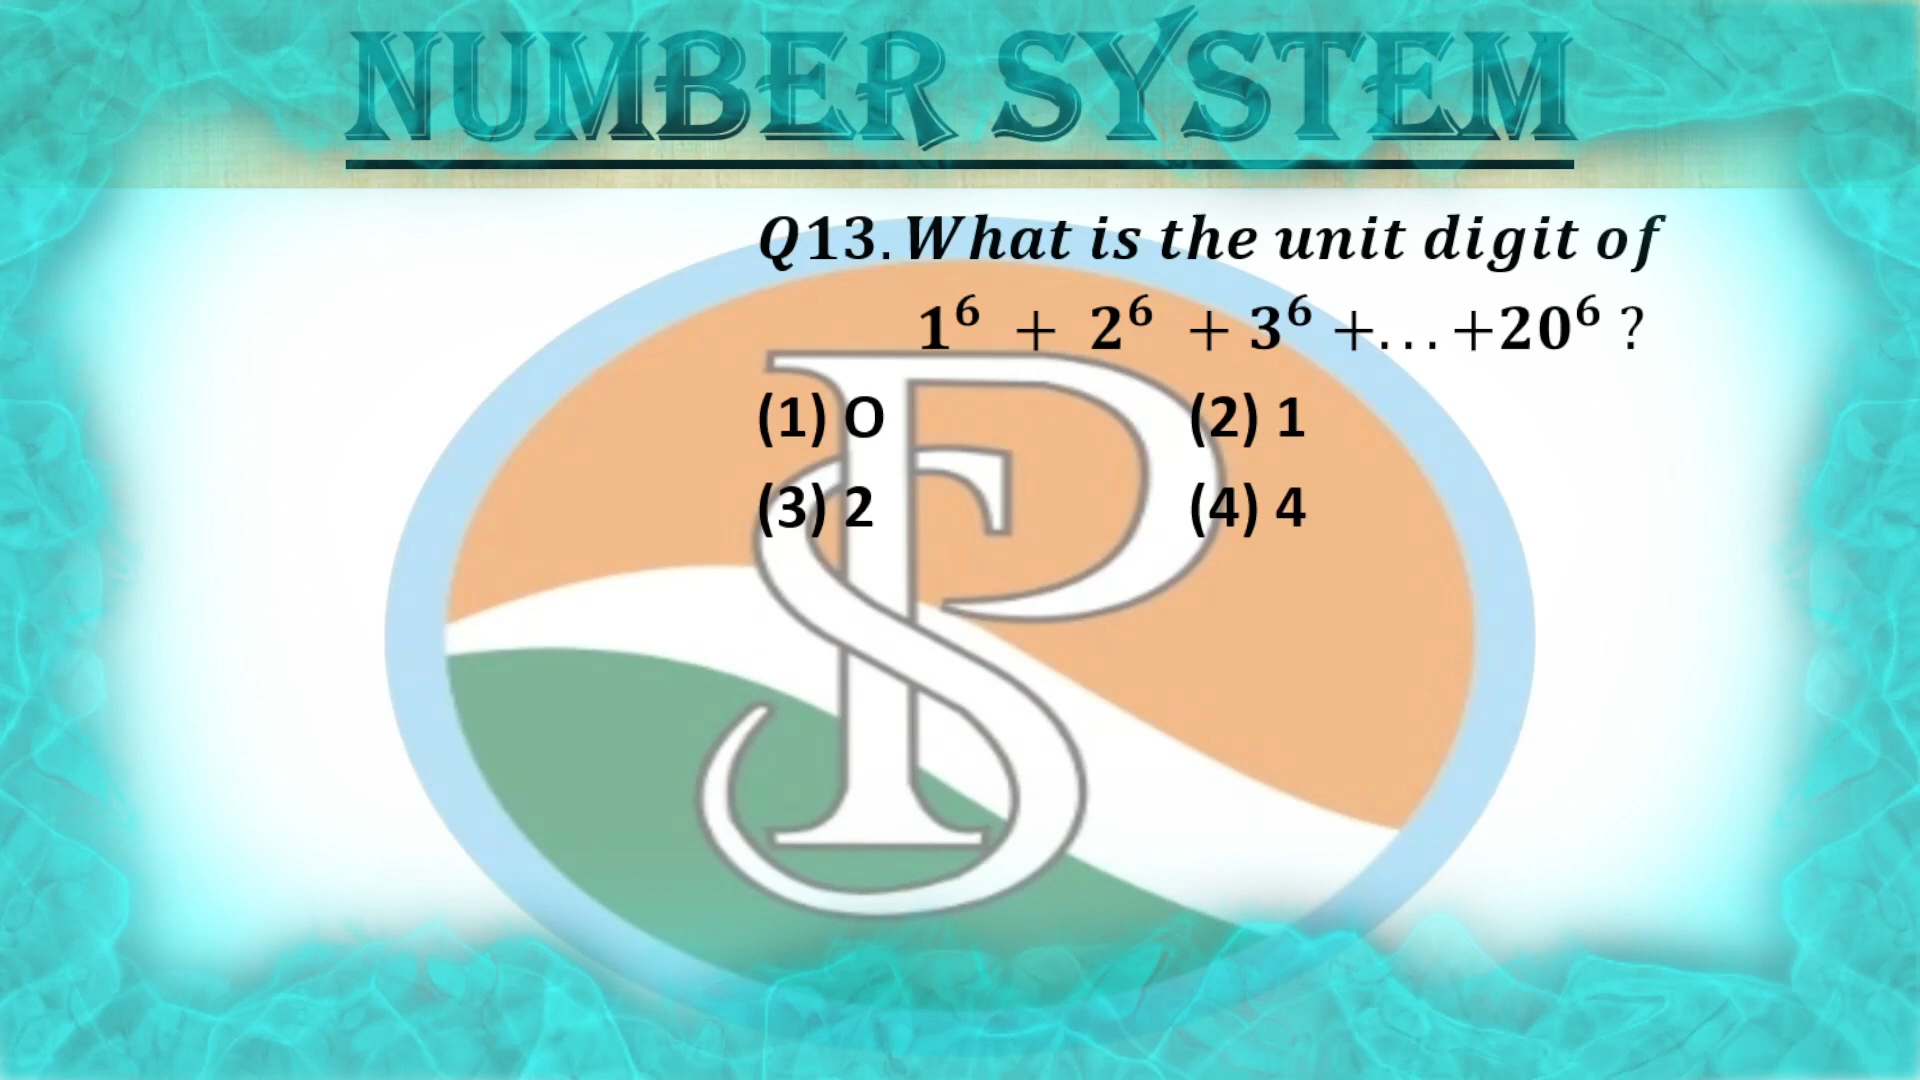 NUMBER SYSTEM
Q13. What is the unit digit of
1⁶ + 2⁶ + 3⁶ +...+20⁶ ?
(1) O (2) 1
(3) 2 (4) 4